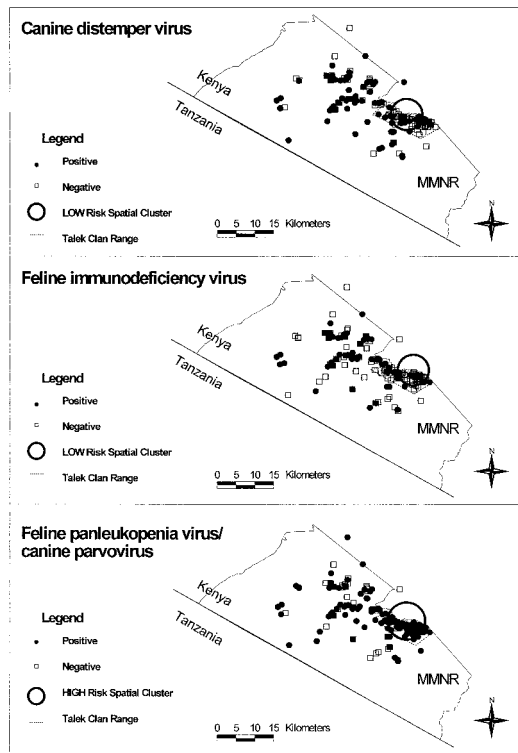 Canine distemper virus
Kenya
Tanzania
Legend
Positive
Negative
LOW Risk Spatial Cluster
Talek Clan Range
MMNR
N
0 5 10 15 Kilometers
Feline immunodeficiency virus
Kenya
Tanzania
Legend
Positive
Negative
LOW Risk Spatial Cluster
Talek Clan Range
MMNR
N
0 5 10 15 Kilometers
Feline panleukopenia virus/
canine parvovirus
Kenya
Tanzania
Legend
Positive
Negative
HIGH Risk Spatial Cluster
Talek Clan Range
MMNR
N
0 5 10 15 Kilometers